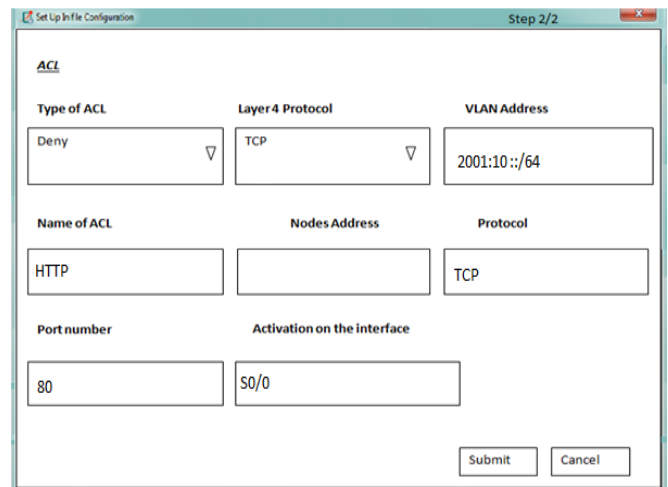 Set Up In file Configuration
Step 2/2
ACL
Type of ACL
Layer 4 Protocol
VLAN Address
Deny
TCP
2001:10::/64
Name of ACL
Nodes Address
Protocol
HTTP
TCP
Port number
Activation on the interface
80
S0/0
Submit
Cancel